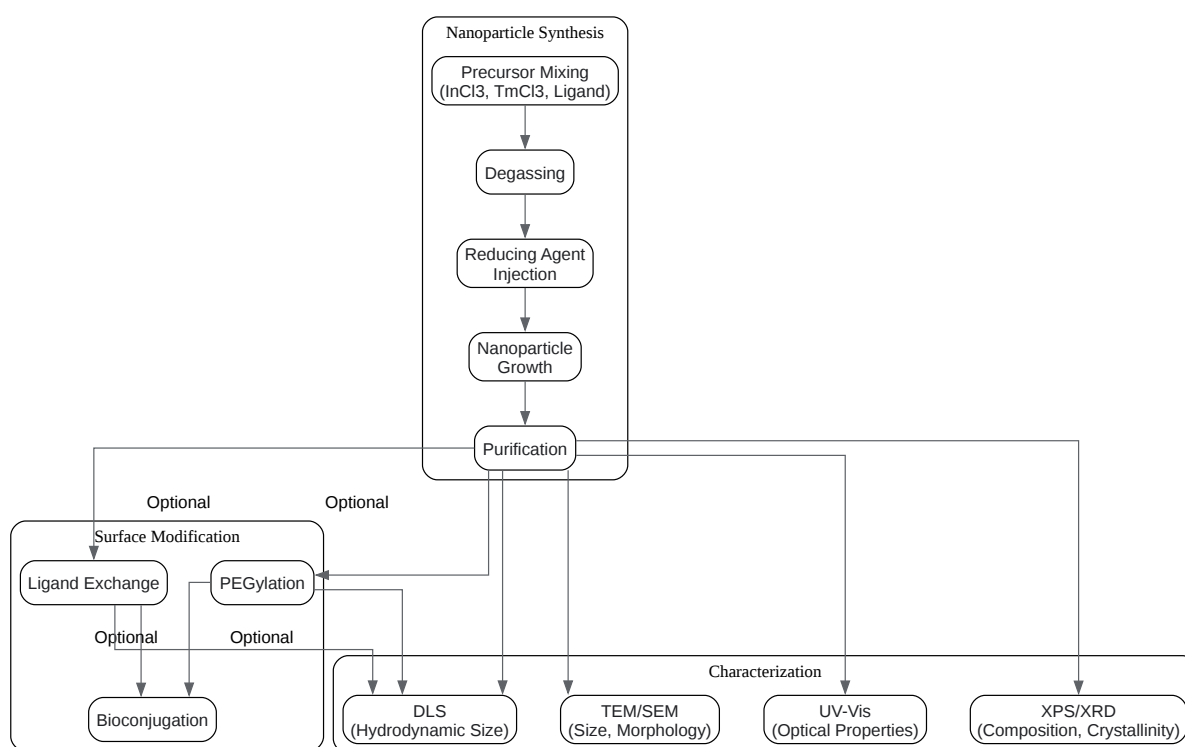 Nanoparticle Synthesis
Precursor Mixing
(InCl3, TmCl3, Ligand)
Degassing
Reducing Agent
Injection
Nanoparticle
Growth
Purification
Optional
Optional
Surface Modification
Ligand Exchange
PEGylation
Optional
Optional
Bioconjugation
Characterization
DLS
(Hydrodynamic Size)
TEM/SEM
(Size, Morphology)
UV-Vis
(Optical Properties)
XPS/XRD
(Composition, Crystallinity)